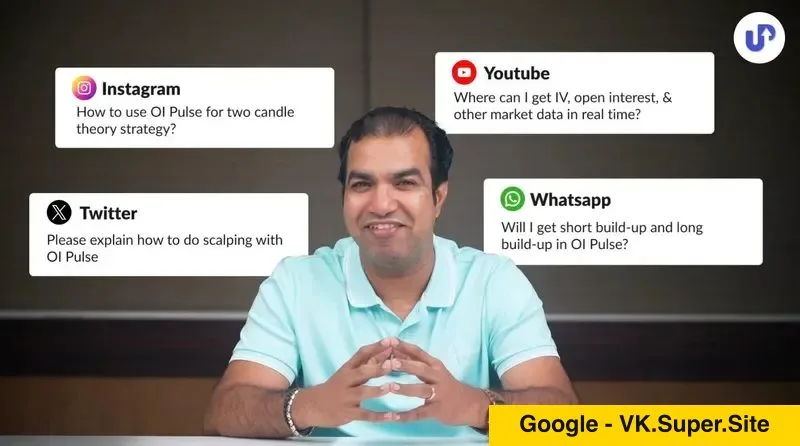 UP
Instagram
How to use OI Pulse for two candle
theory strategy?
Youtube
Where can I get IV, open interest, &
other market data in real time?
Twitter
Please explain how to do scalping with
OI Pulse
Whatsapp
Will I get short build-up and long
build-up in OI Pulse?
Google - VK.Super.Site